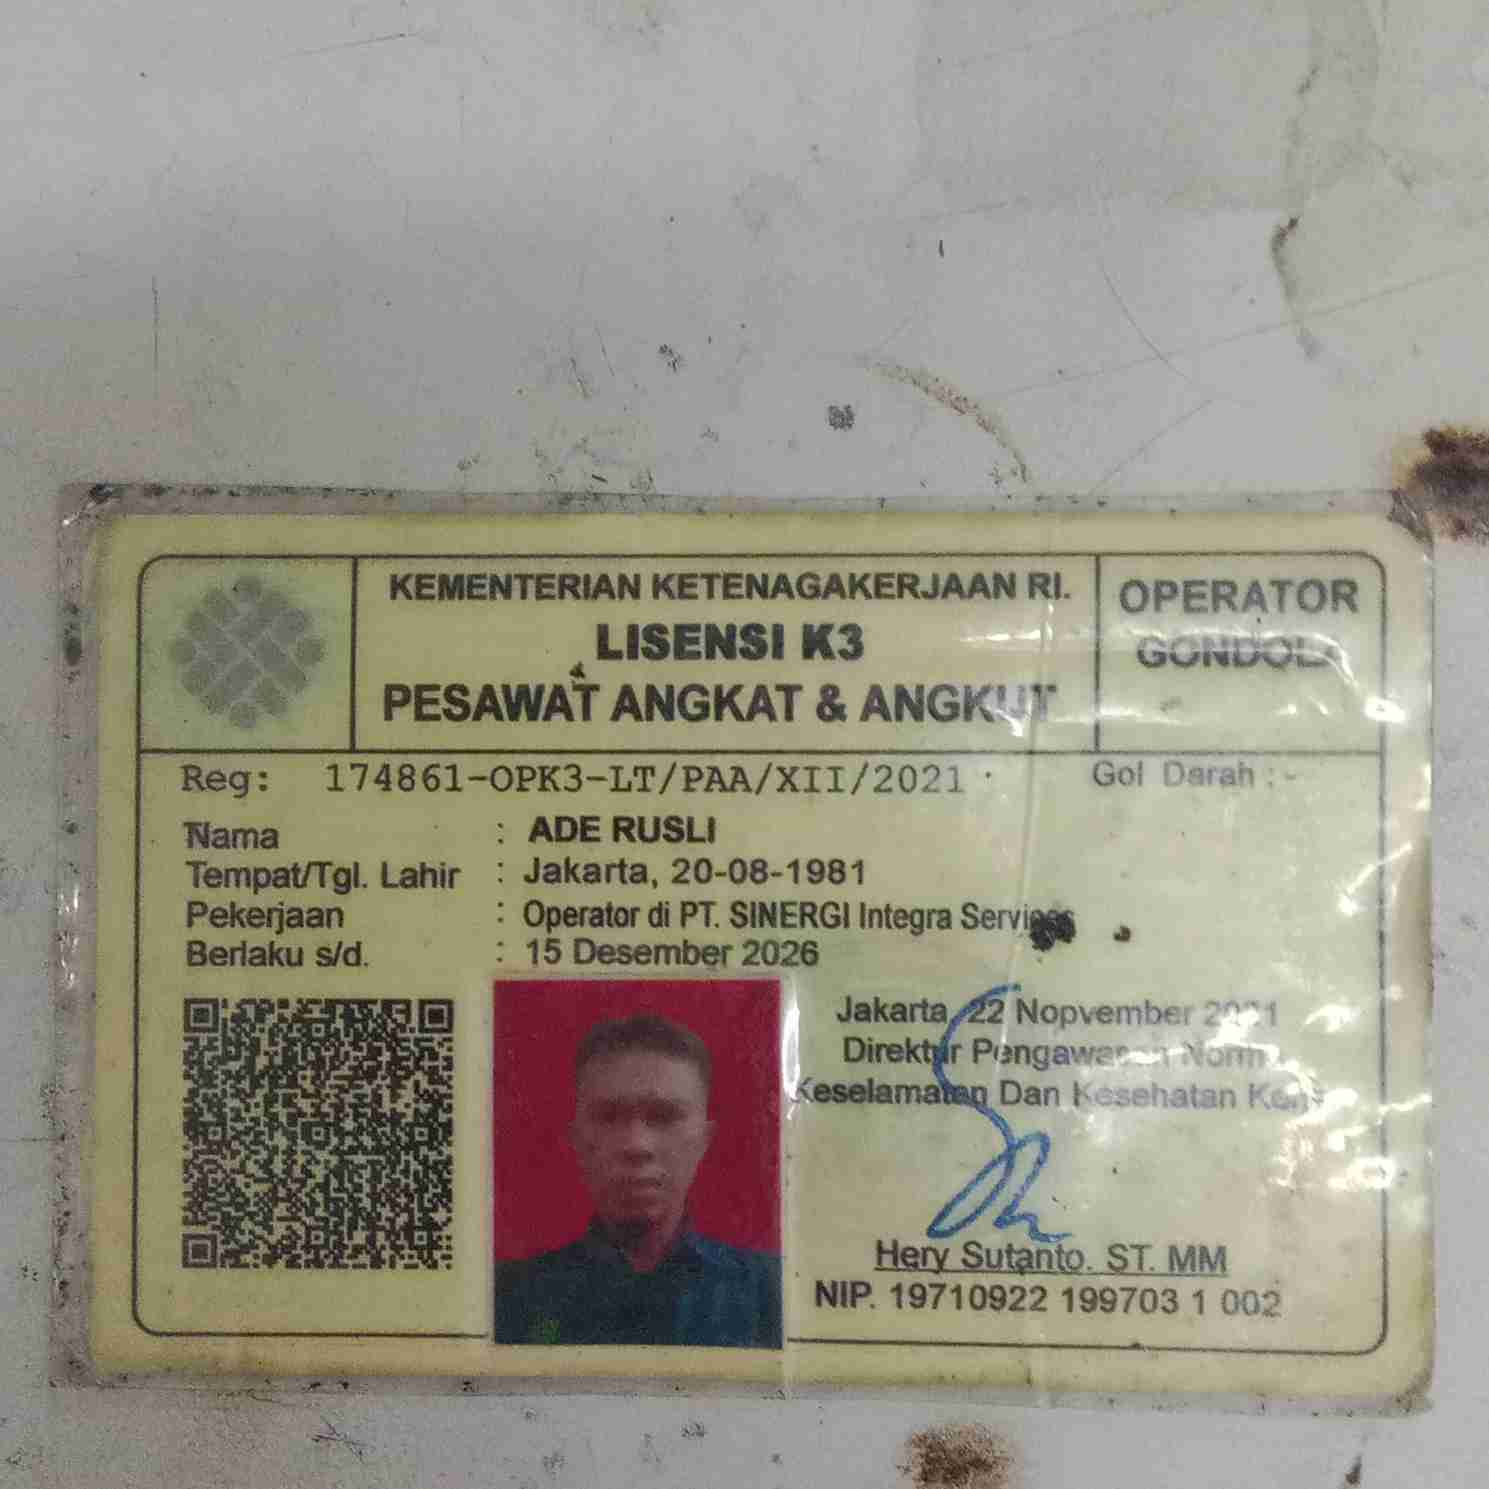 KEMENTERIAN KETENAGAKERJAAN RI.
LISENSI K3
PESAWAT ANGKAT & ANGKUT
OPERATOR
GONDOLA
Reg: 174861-OPK3-LT/PAA/XII/2021
Gol Darah : -
Nama : ADE RUSLI
Tempat/Tgl. Lahir : Jakarta, 20-08-1981
Pekerjaan : Operator di PT. SINERGI Integra Services
Berlaku s/d. : 15 Desember 2026
Jakarta, 22 Nopvember 2021
Direktur Pengawasan Norma
Keselamatan Dan Kesehatan Kerja
Hery Sutanto. ST. MM
NIP. 19710922 199703 1 002